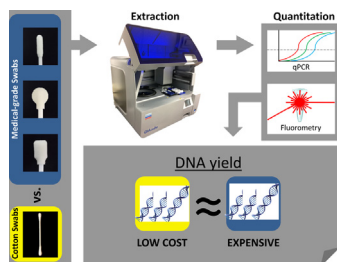 Medical-grade Swabs
vs.
Cotton Swabs
Extraction
Quantitation
qPCR
Fluorometry
DNA yield
≈
LOW COST
EXPENSIVE